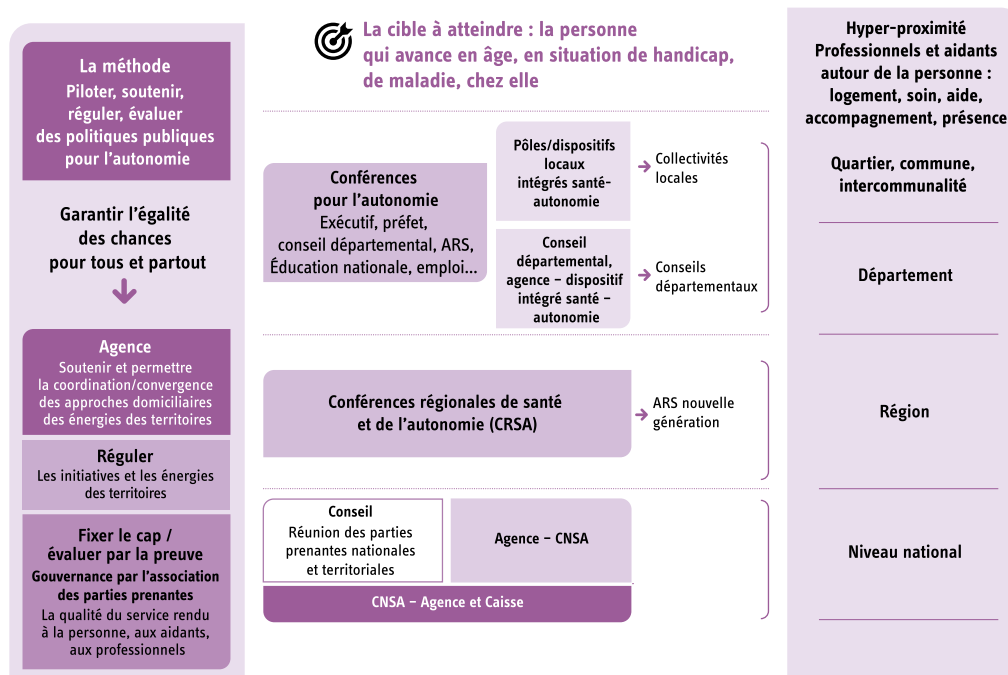 La méthode
Piloter, soutenir,
réguler, évaluer
des politiques publiques
pour l'autonomie
Garantir l'égalité
des chances
pour tous et partout
Agence
Soutenir et permettre
la coordination/convergence
des approches domiciliaires
des énergies des territoires
Réguler
Les initiatives et les énergies
des territoires
Fixer le cap /
évaluer par la preuve
Gouvernance par l'association
des parties prenantes
La qualité du service rendu
à la personne, aux aidants,
aux professionnels
La cible à atteindre : la personne
qui avance en âge, en situation de handicap,
de maladie, chez elle
Conférences
pour l'autonomie
Exécutif, préfet,
conseil départemental, ARS,
Éducation nationale, emploi...
Pôles/dispositifs
locaux
intégrés santé-
autonomie
Collectivités
locales
Conseil
départemental,
agence – dispositif
intégré santé –
autonomie
Conseils
départementaux
Conférences régionales de santé
et de l'autonomie (CRSA)
ARS nouvelle
génération
Conseil
Réunion des parties
prenantes nationales
et territoriales
Agence – CNSA
CNSA – Agence et Caisse
Hyper-proximité
Professionnels et aidants
autour de la personne :
logement, soin, aide,
accompagnement, présence
Quartier, commune,
intercommunalité
Département
Région
Niveau national